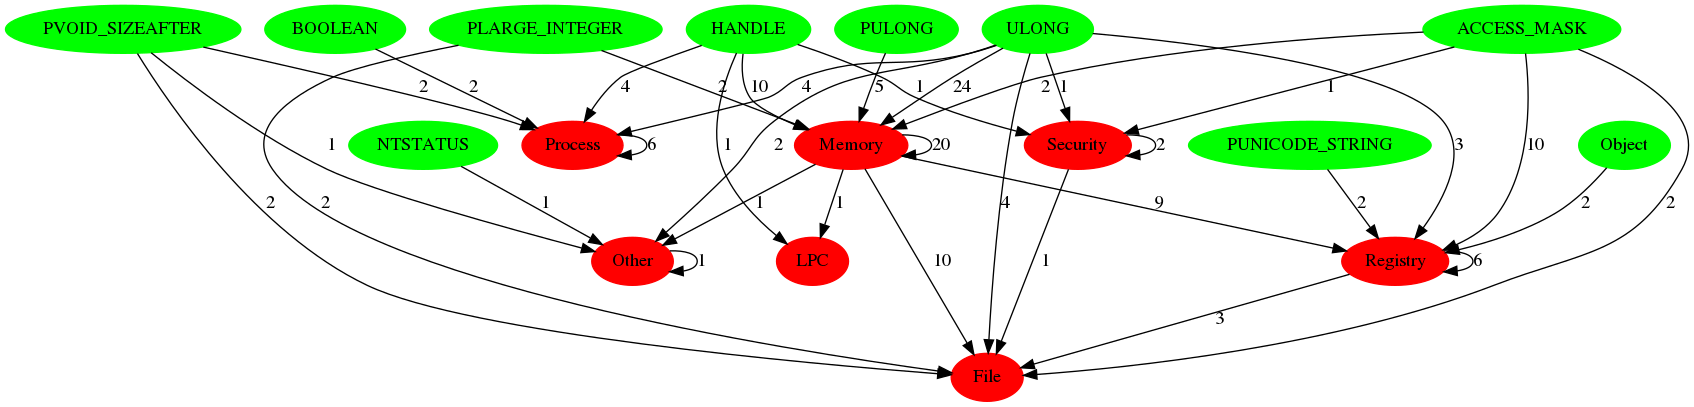 PVOID_SIZEAFTER BOOLEAN PLARGE_INTEGER HANDLE PULONG ULONG ACCESS_MASK
2 2 4 2 10 4 5 24 2 1 1 1
NTSTATUS Process 6 Memory 20 Security 2 PUNICODE_STRING Object
1 2 3 10
2 1 2 1 1 1 4 9 2 2 2
Other 1 LPC Registry 6
10 1
3
File